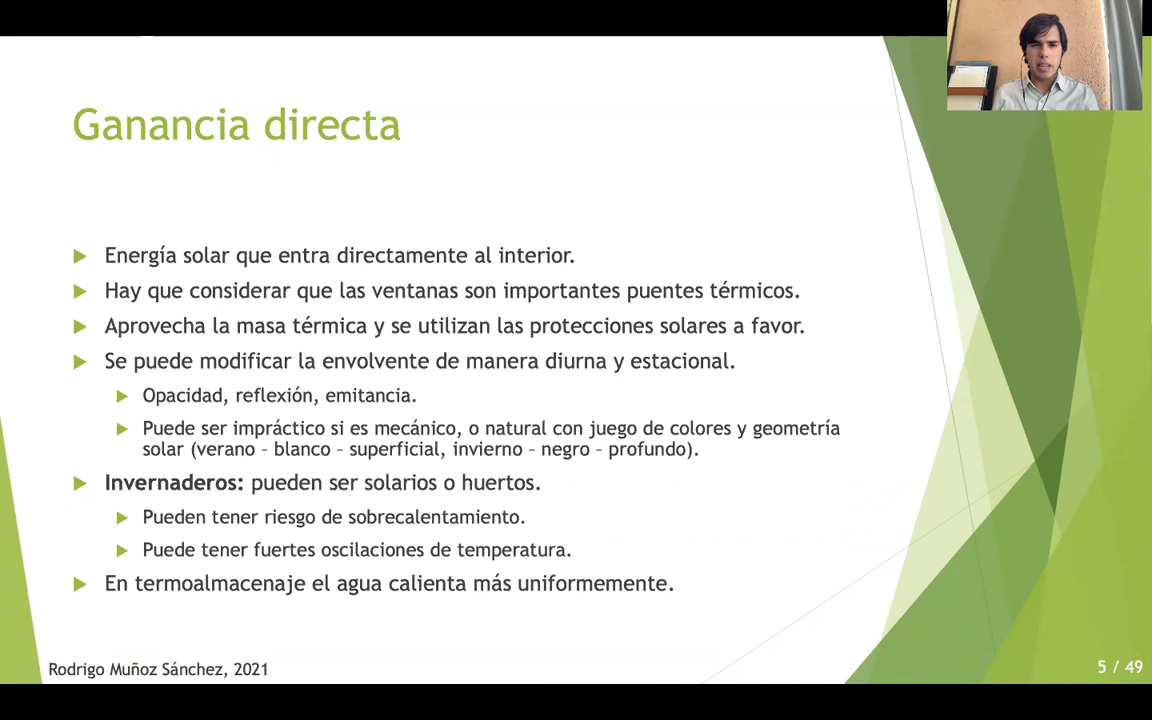 Ganancia directa
Energía solar que entra directamente al interior.
Hay que considerar que las ventanas son importantes puentes térmicos.
Aprovecha la masa térmica y se utilizan las protecciones solares a favor.
Se puede modificar la envolvente de manera diurna y estacional.
Opacidad, reflexión, emitancia.
Puede ser impráctico si es mecánico, o natural con juego de colores y geometría
solar (verano – blanco – superficial, invierno – negro – profundo).
Invernaderos: pueden ser solarios o huertos.
Pueden tener riesgo de sobrecalentamiento.
Puede tener fuertes oscilaciones de temperatura.
En termoalmacenaje el agua calienta más uniformemente.
Rodrigo Muñoz Sánchez, 2021
5 / 49